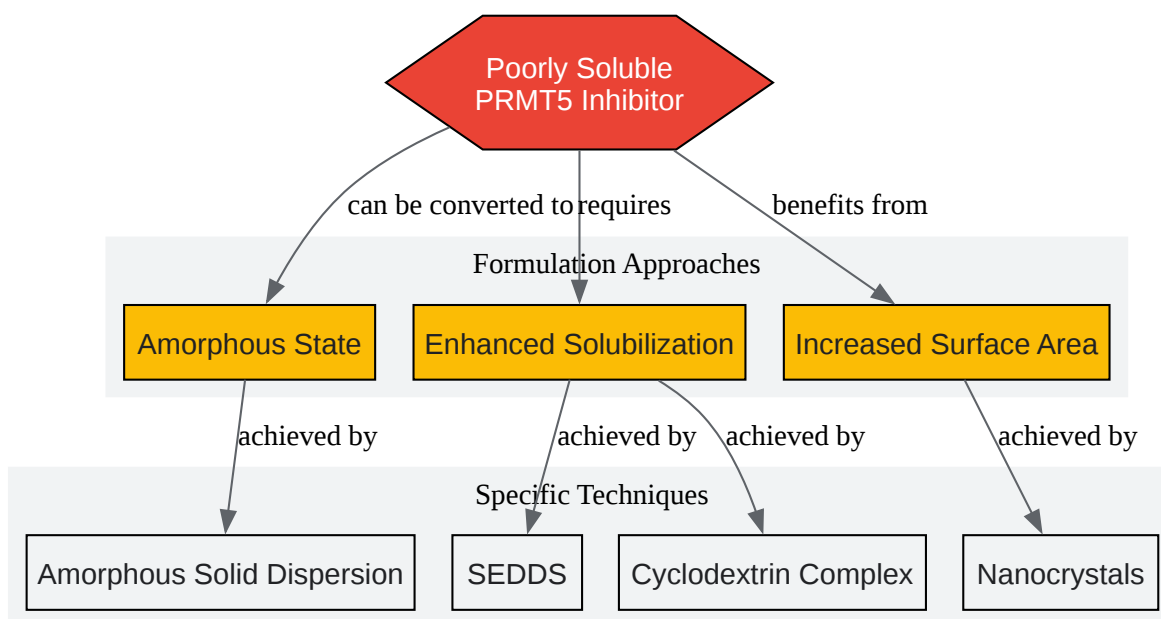 Poorly Soluble
PRMT5 Inhibitor
can be converted to
requires
benefits from
Formulation Approaches
Amorphous State
Enhanced Solubilization
Increased Surface Area
achieved by
achieved by
achieved by
achieved by
Specific Techniques
Amorphous Solid Dispersion
SEDDS
Cyclodextrin Complex
Nanocrystals